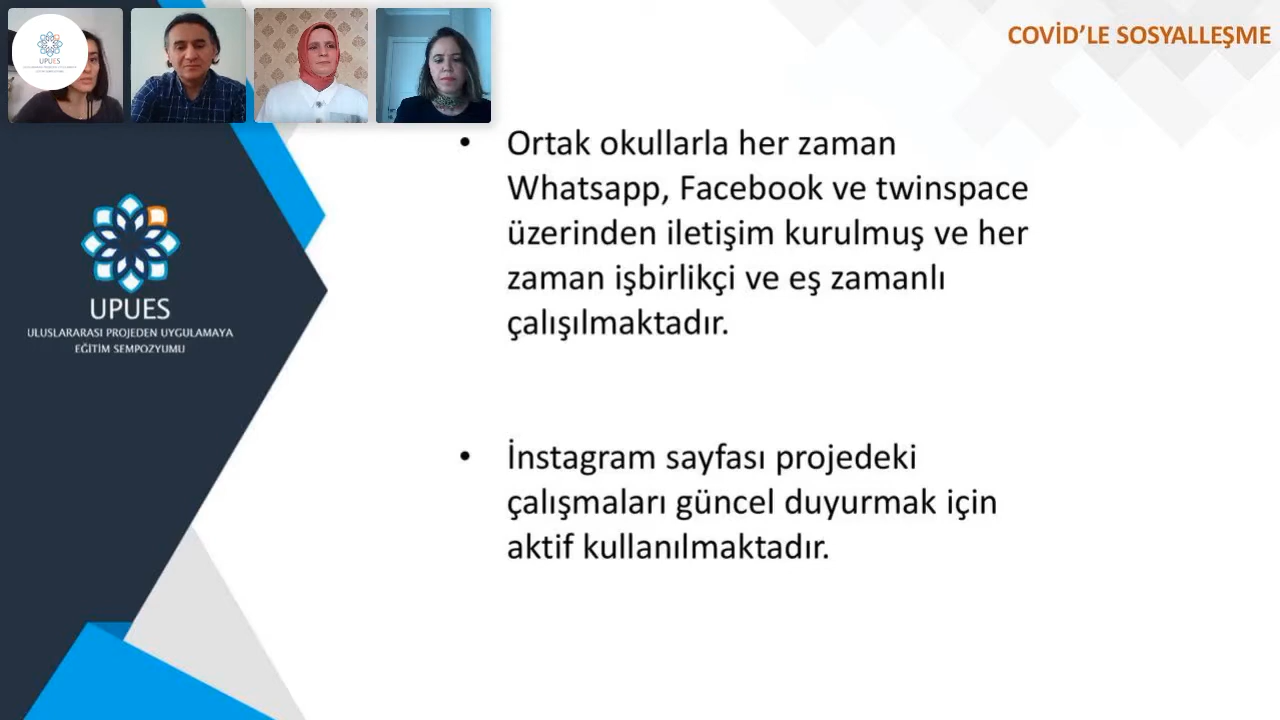 COVİD’LE SOSYALLEŞME
• Ortak okullarla her zaman
Whatsapp, Facebook ve twinspace
üzerinden iletişim kurulmuş ve her
zaman işbirlikçi ve eş zamanlı
çalışılmaktadır.
• İnstagram sayfası projedeki
çalışmaları güncel duyurmak için
aktif kullanılmaktadır.
UPUES
ULUSLARARASI PROJEDEN UYGULAMAYA
EĞİTİM SEMPOZYUMU
UPUES